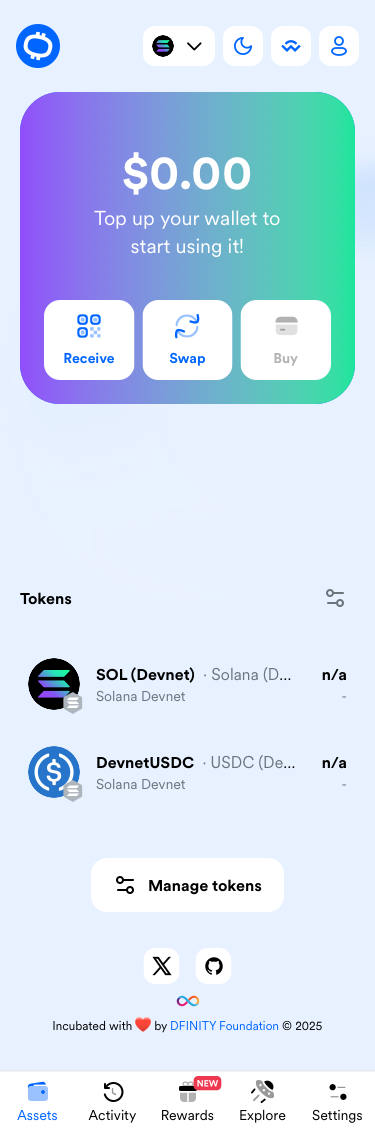 $0.00
Top up your wallet to
start using it!
Receive
Swap
Buy
Tokens
SOL (Devnet) · Solana (D... n/a
Solana Devnet -
DevnetUSDC · USDC (De... n/a
Solana Devnet -
Manage tokens
Incubated with ❤️ by DFINITY Foundation © 2025
NEW
Assets
Activity
Rewards
Explore
Settings